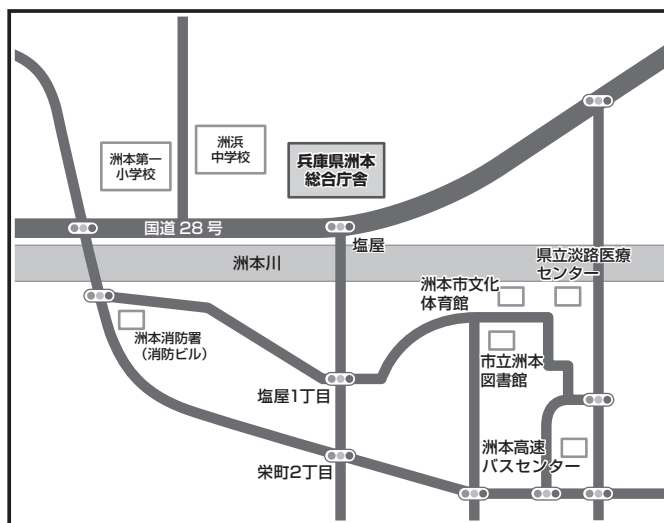 洲本第一
小学校
洲浜
中学校
兵庫県洲本
総合庁舎
国道28号
塩屋
洲本川
県立淡路医療
センター
洲本市文化
体育館
洲本消防署
（消防ビル）
市立洲本
図書館
塩屋1丁目
洲本高速
バスセンター
栄町2丁目